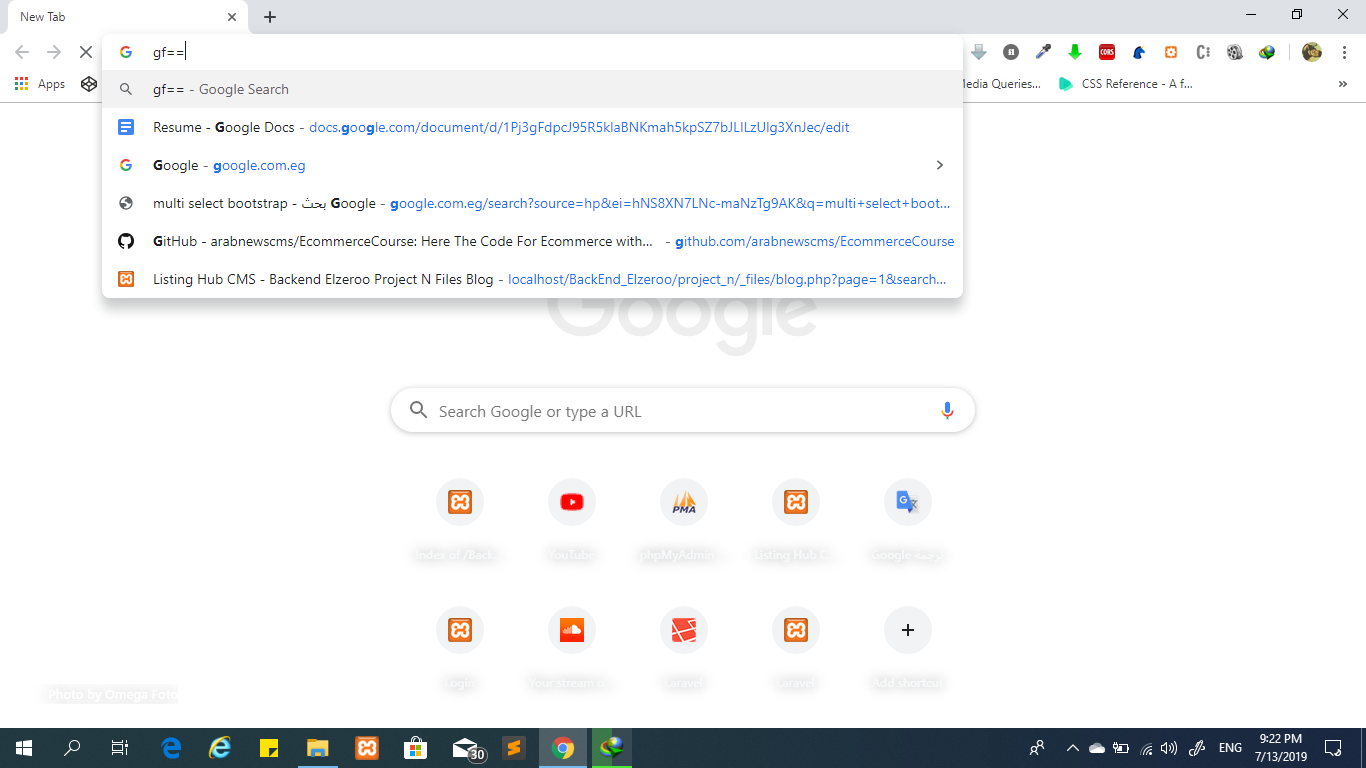 New Tab
gf==
Apps
Media Queries...
CSS Reference - A f...
gf== - Google Search
Resume - Google Docs - docs.google.com/document/d/1Pj3gFdpcJ95R5klaBNKmah5kpSZ7bJLILzUlg3XnJec/edit
Google - google.com.eg
multi select bootstrap - بحث Google - google.com.eg/search?source=hp&ei=hNS8XN7LNc-maNzTg9AK&q=multi+select+boot...
GitHub - arabnewscms/EcommerceCourse: Here The Code For Ecommerce with... - github.com/arabnewscms/EcommerceCourse
Listing Hub CMS - Backend Elzeroo Project N Files Blog - localhost/BackEnd_Elzeroo/project_n/_files/blog.php?page=1&search...
CORS
Google
Search Google or type a URL
PMA
Index of /Back...
YouTube
phpMyAdmin ...
Listing Hub C...
Google ترجمة
Login
Your stream o...
Laravel
Laravel
Add shortcut
Photo by Omega Foto
30
ENG
9:22 PM
7/13/2019